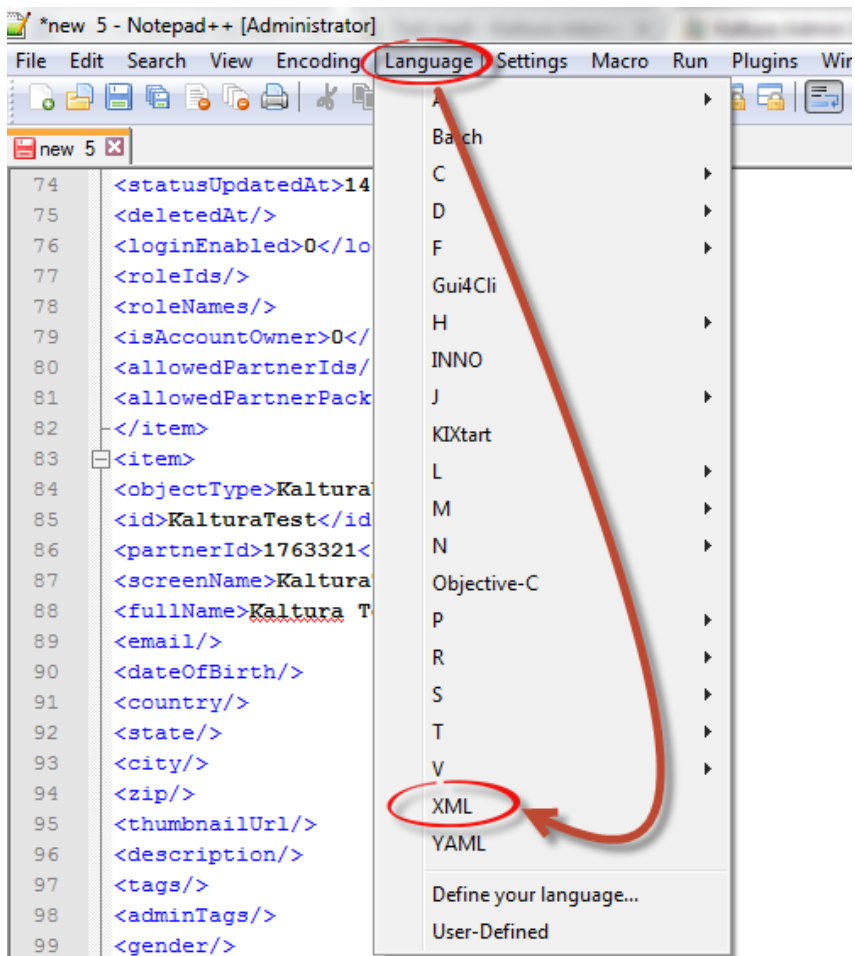 *new 5 - Notepad++ [Administrator]
File Edit Search View Encoding Language Settings Macro Run Plugins Win
new 5
74 <statusUpdatedAt>14
75 <deletedAt/>
76 <loginEnabled>0</lo
77 <roleIds/>
78 <roleNames/>
79 <isAccountOwner>0</
80 <allowedPartnerIds/
81 <allowedPartnerPack
82 </item>
83 <item>
84 <objectType>Kaltura
85 <id>KalturaTest</id
86 <partnerId>1763321<
87 <screenName>Kaltura
88 <fullName>Kaltura T
89 <email/>
90 <dateOfBirth/>
91 <country/>
92 <state/>
93 <city/>
94 <zip/>
95 <thumbnailUrl/>
96 <description/>
97 <tags/>
98 <adminTags/>
99 <gender/>
A
Batch
C
D
F
Gui4Cli
H
INNO
J
KIXtart
L
M
N
Objective-C
P
R
S
T
V
XML
YAML
Define your language...
User-Defined